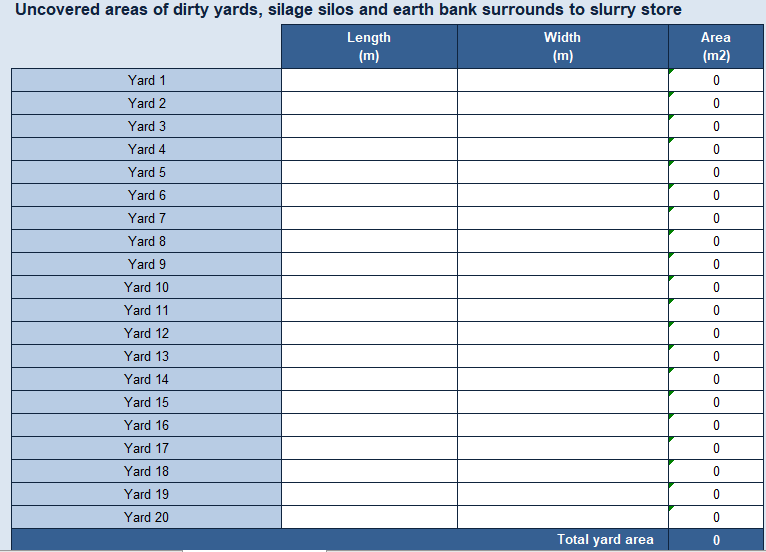 Uncovered areas of dirty yards, silage silos and earth bank surrounds to slurry store
Length Width Area
(m) (m) (m2)
Yard 1 0
Yard 2 0
Yard 3 0
Yard 4 0
Yard 5 0
Yard 6 0
Yard 7 0
Yard 8 0
Yard 9 0
Yard 10 0
Yard 11 0
Yard 12 0
Yard 13 0
Yard 14 0
Yard 15 0
Yard 16 0
Yard 17 0
Yard 18 0
Yard 19 0
Yard 20 0
Total yard area 0